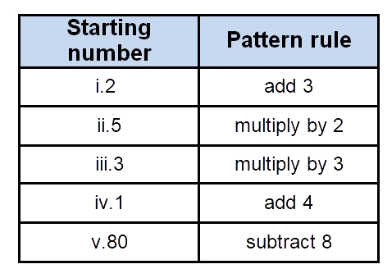 Starting number
Pattern rule
i.2 add 3
ii.5 multiply by 2
iii.3 multiply by 3
iv.1 add 4
v.80 subtract 8